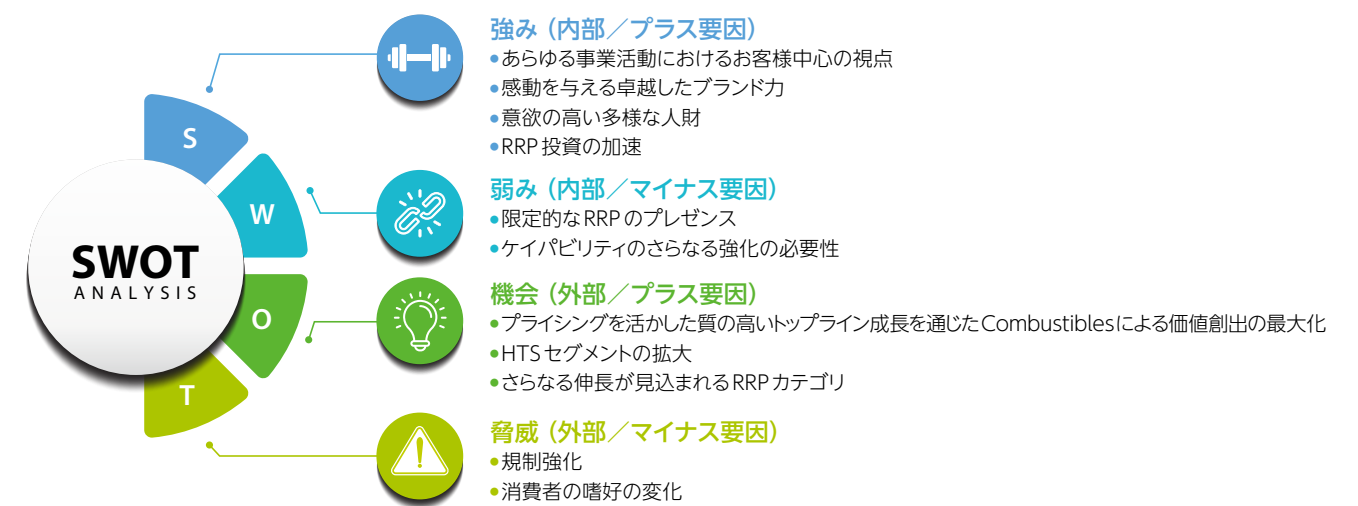 SWOT
ANALYSIS
S
W
O
T
強み（内部／プラス要因）
●あらゆる事業活動におけるお客様中心の視点
●感動を与える卓越したブランド力
●意欲の高い多様な人財
●RRP投資の加速
弱み（内部／マイナス要因）
●限定的なRRPのプレゼンス
●ケイパビリティのさらなる強化の必要性
機会（外部／プラス要因）
●プライシングを活かした質の高いトップライン成長を通じたCombustiblesによる価値創出の最大化
●HTSセグメントの拡大
●さらなる伸長が見込まれるRRPカテゴリ
脅威（外部／マイナス要因）
●規制強化
●消費者の嗜好の変化